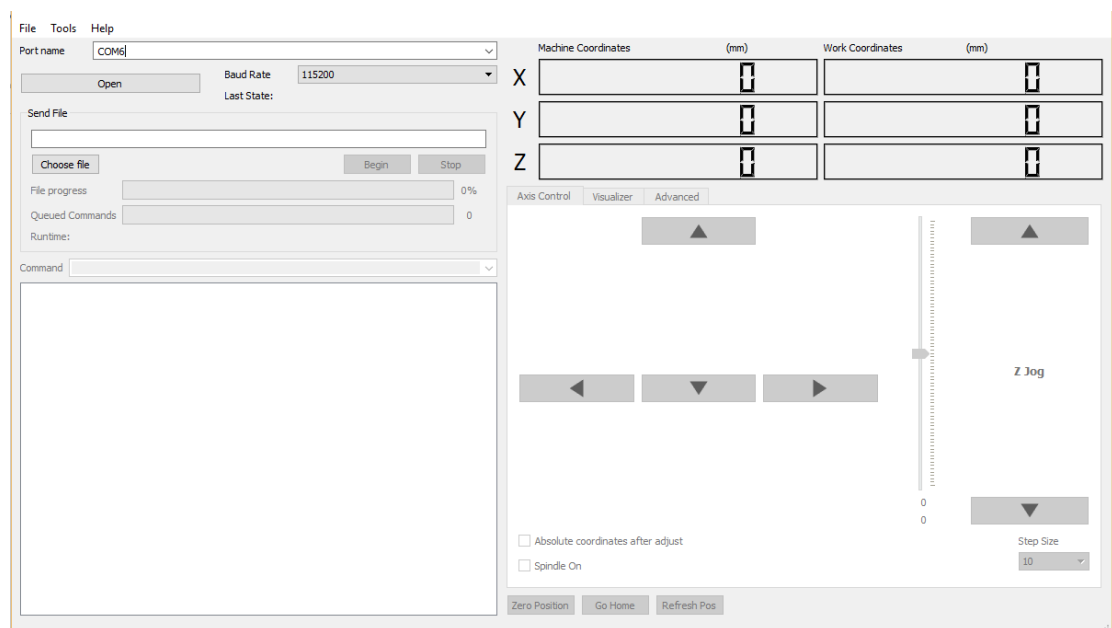 File Tools Help
Port name COM6
Open
Baud Rate 115200
Last State:
Send File
Choose file Begin Stop
File progress 0%
Queued Commands 0
Runtime:
Command
Machine Coordinates (mm) Work Coordinates (mm)
X 0 0
Y 0 0
Z 0 0
Axis Control Visualizer Advanced
Z Jog
0
0
Absolute coordinates after adjust
Spindle On
Step Size
10
Zero Position Go Home Refresh Pos